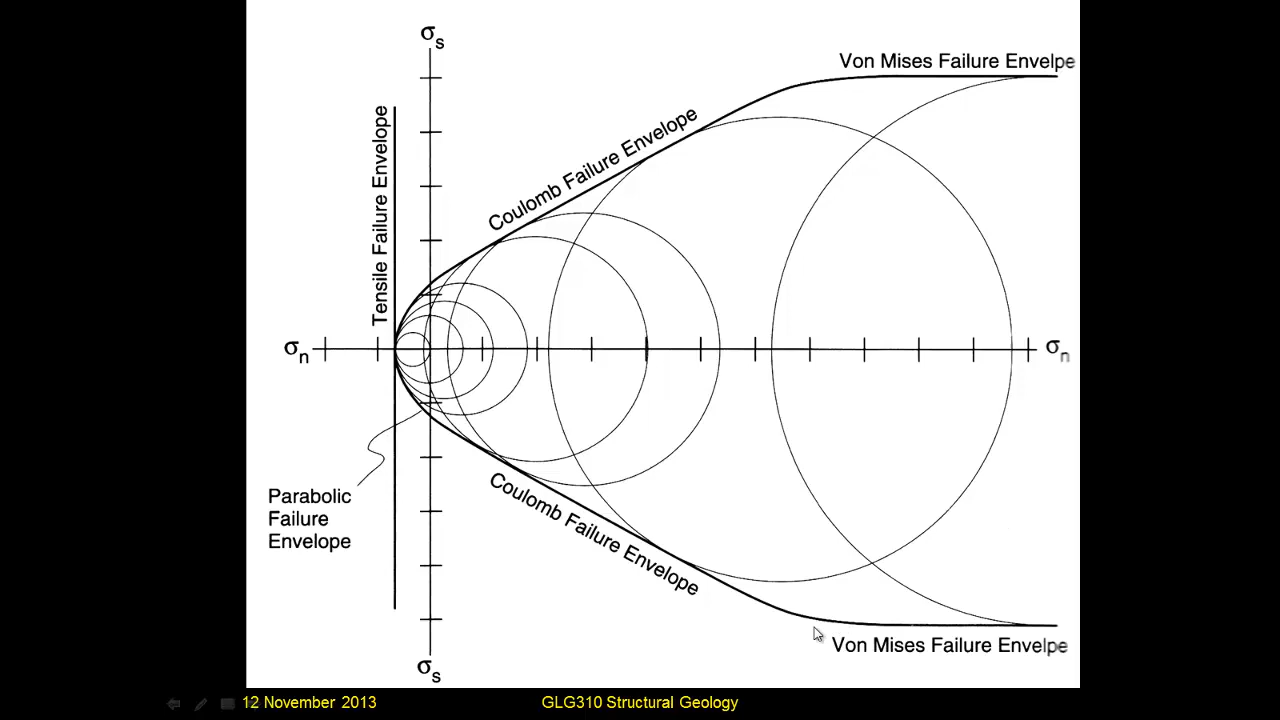 σs
Von Mises Failure Envelpe
Tensile Failure Envelope
Coulomb Failure Envelope
σn
σn
Parabolic
Failure
Envelope
Coulomb Failure Envelope
Von Mises Failure Envelpe
σs
12 November 2013
GLG310 Structural Geology